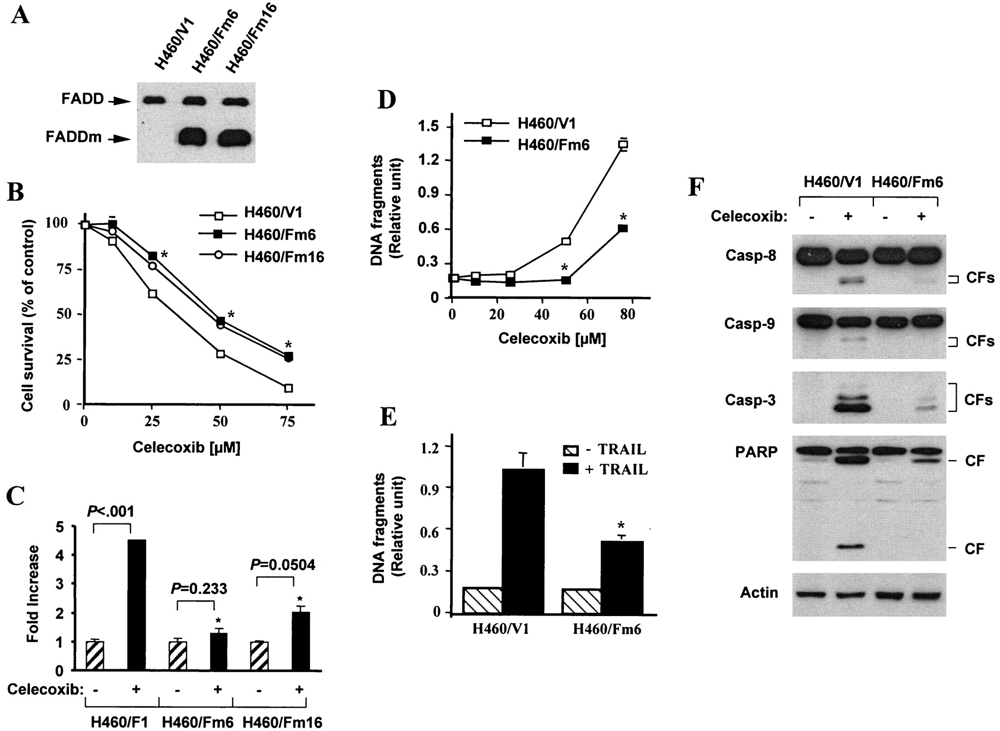 A
H460/V1
H460/Fm6
H460/Fm16
FADD
FADDm
B
H460/V1
H460/Fm6
H460/Fm16
100
75
50
25
0
*
*
*
0 25 50 75
Cell survival (% of control)
Celecoxib [µM]
C
P<.001
P=0.233
P=0.0504
5
4
3
2
1
0
*
*
Fold Increase
Celecoxib: - + - + - +
H460/F1 H460/Fm6 H460/Fm16
D
H460/V1
H460/Fm6
1.5
1.2
0.9
0.6
0.3
0
*
*
0 20 40 60 80
DNA fragments
(Relative unit)
Celecoxib [µM]
E
- TRAIL
+ TRAIL
1.2
0.9
0.6
0.3
0
*
DNA fragments
(Relative unit)
H460/V1 H460/Fm6
F
H460/V1 H460/Fm6
Celecoxib: - + - +
Casp-8
CFs
Casp-9
CFs
Casp-3
CFs
PARP
CF
CF
Actin